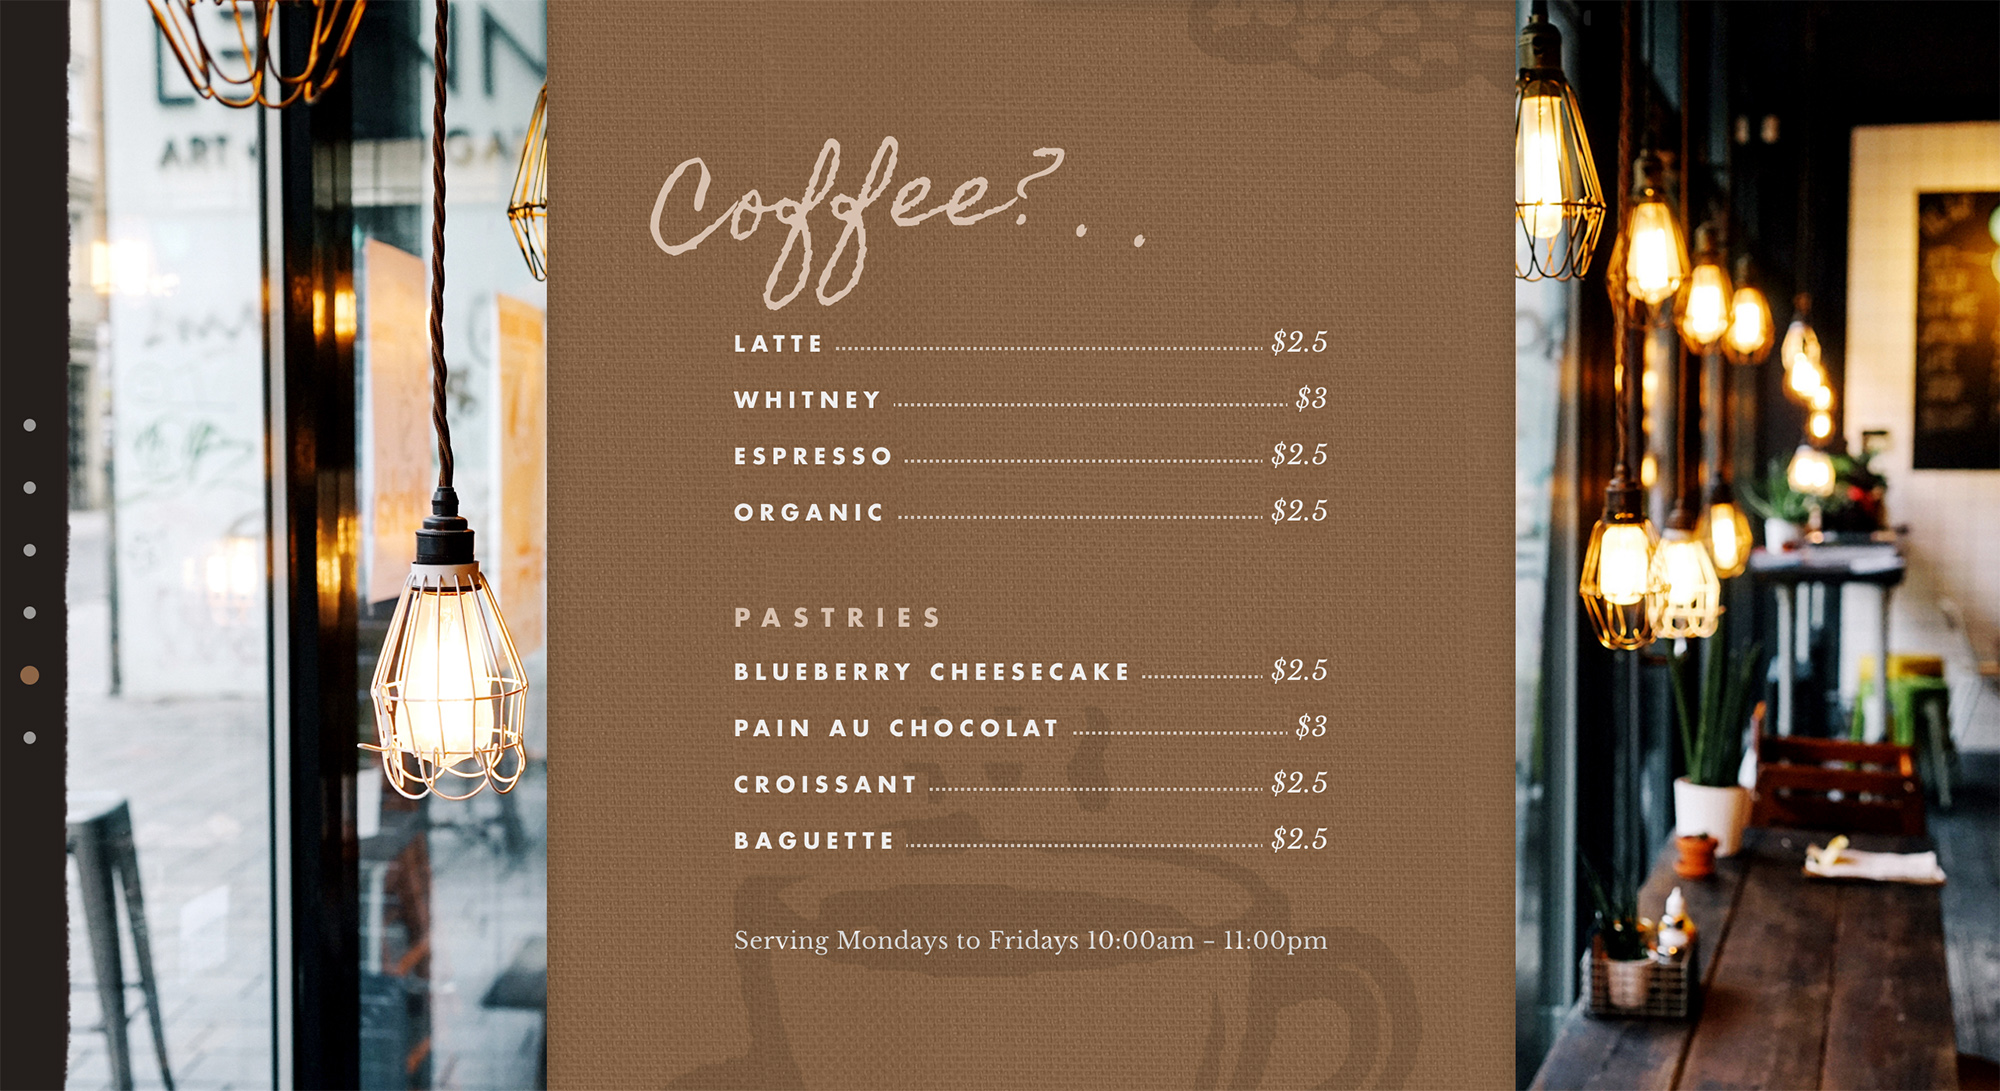 ART
Coffee?..
LATTE $2.5
WHITNEY $3
ESPRESSO $2.5
ORGANIC $2.5
PASTRIES
BLUEBERRY CHEESECAKE $2.5
PAIN AU CHOCOLAT $3
CROISSANT $2.5
BAGUETTE $2.5
Serving Mondays to Fridays 10:00am – 11:00pm